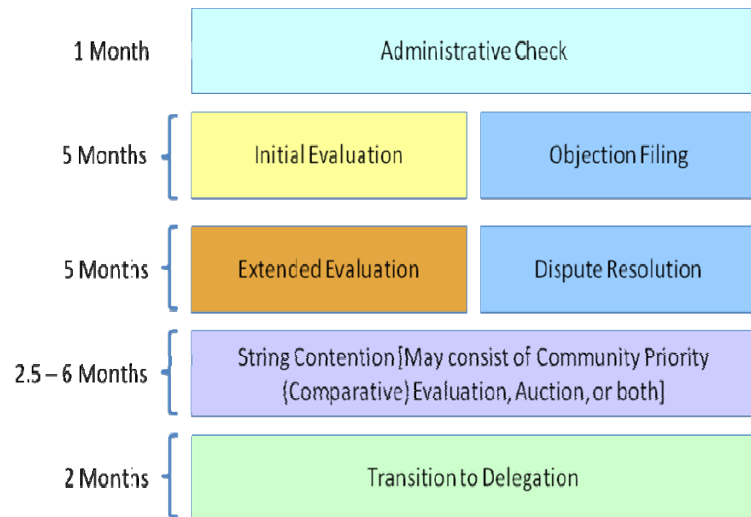 1 Month
Administrative Check
5 Months
Initial Evaluation
Objection Filing
5 Months
Extended Evaluation
Dispute Resolution
2.5 – 6 Months
String Contention [May consist of Community Priority
(Comparative) Evaluation, Auction, or both]
2 Months
Transition to Delegation